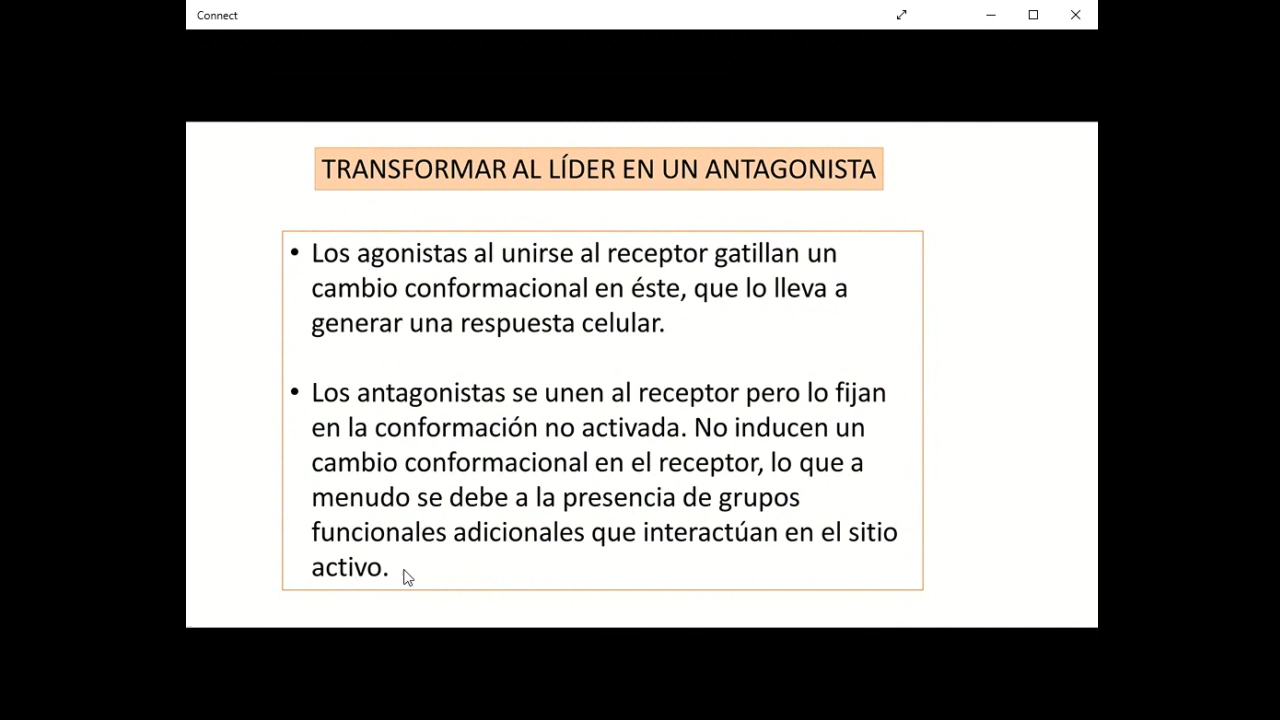 Connect
TRANSFORMAR AL LÍDER EN UN ANTAGONISTA
• Los agonistas al unirse al receptor gatillan un
cambio conformacional en éste, que lo lleva a
generar una respuesta celular.
• Los antagonistas se unen al receptor pero lo fijan
en la conformación no activada. No inducen un
cambio conformacional en el receptor, lo que a
menudo se debe a la presencia de grupos
funcionales adicionales que interactúan en el sitio
activo.